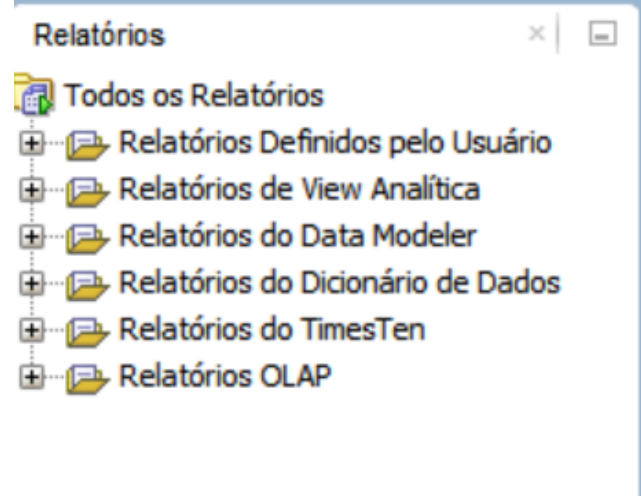 Relatórios
Todos os Relatórios
Relatórios Definidos pelo Usuário
Relatórios de View Analítica
Relatórios do Data Modeler
Relatórios do Dicionário de Dados
Relatórios do TimesTen
Relatórios OLAP